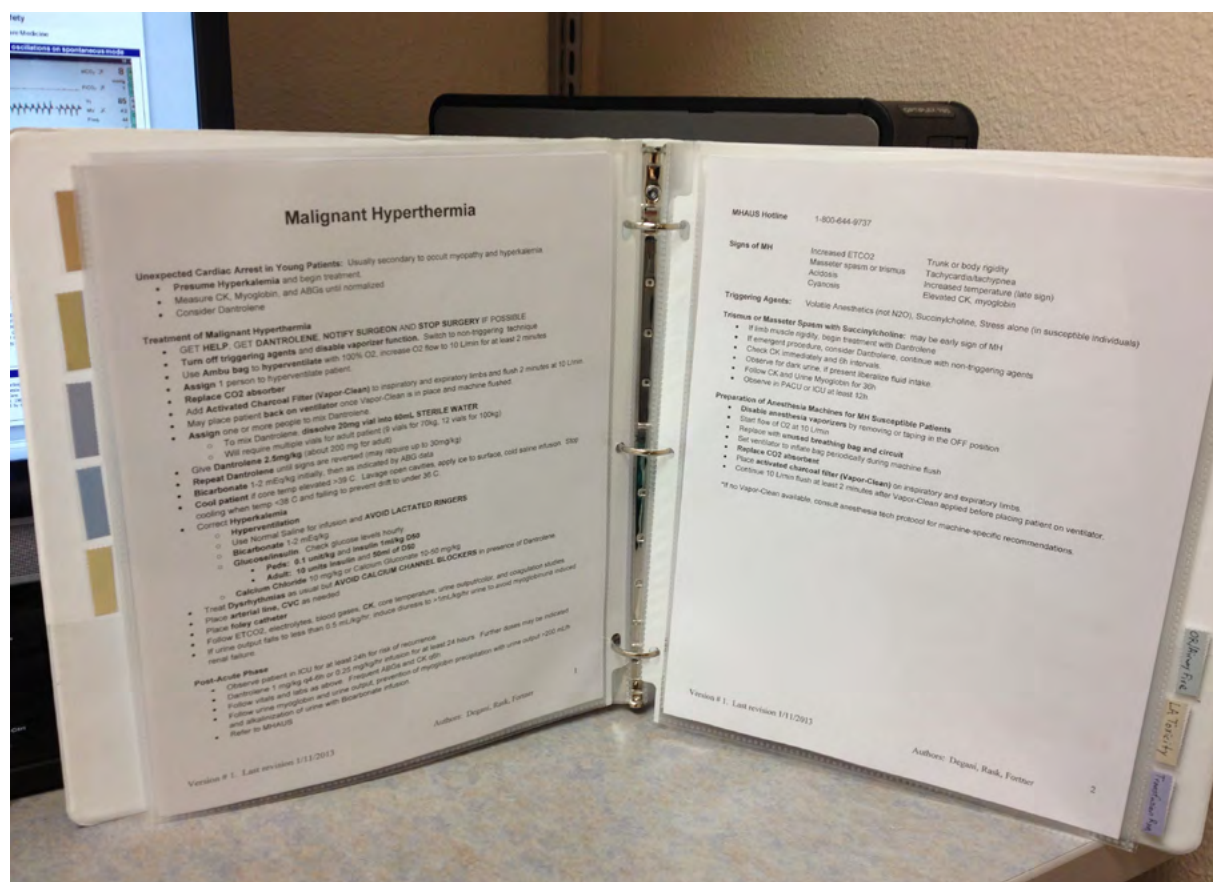 oscillations on spontaneous mode
Malignant Hyperthermia
Unexpected Cardiac Arrest in Young Patients: Usually secondary to occult myopathy and hyperkalemia
• Presume Hyperkalemia and begin treatment.
• Measure CK, Myoglobin, and ABGs until normalized
• Consider Dantrolene
Treatment of Malignant Hyperthermia
• GET HELP, GET DANTROLENE, NOTIFY SURGEON AND STOP SURGERY IF POSSIBLE
• Turn off triggering agents and disable vaporizer function. Switch to non-triggering technique
• Use Ambu bag to hyperventilate with 100% O2, increase O2 flow to 10 L/min for at least 2 minutes
• Assign 1 person to hyperventilate patient.
• Replace CO2 absorber
• Add Activated Charcoal Filter (Vapor-Clean) to inspiratory and expiratory limbs and flush 2 minutes at 10 L/min.
• May place patient back on ventilator once Vapor-Clean is in place and machine flushed.
• Assign one or more people to mix Dantrolene.
○ To mix Dantrolene, dissolve 20mg vial into 60mL STERILE WATER
○ Will require multiple vials for adult patient (9 vials for 70kg, 12 vials for 100kg)
• Give Dantrolene 2.5mg/kg (about 200 mg for adult)
• Repeat Dantrolene until signs are reversed (may require up to 30mg/kg)
• Bicarbonate 1-2 mEq/kg initially, then as indicated by ABG data
• Cool patient if core temp elevated >39 C. Lavage open cavities, apply ice to surface, cold saline infusion. Stop
cooling when temp <38 C and falling to prevent drift to under 36 C.
• Correct Hyperkalemia
○ Hyperventilation
○ Use Normal Saline for infusion and AVOID LACTATED RINGERS
○ Bicarbonate 1-2 mEq/kg
○ Glucose/insulin. Check glucose levels hourly
▪ Peds: 0.1 unit/kg and insulin 1ml/kg D50
▪ Adult: 10 units insulin and 50ml of D50
○ Calcium Chloride 10 mg/kg or Calcium Gluconate 10-50 mg/kg
• Treat Dysrhythmias as usual but AVOID CALCIUM CHANNEL BLOCKERS in presence of Dantrolene.
• Place arterial line, CVC as needed
• Place foley catheter
• Follow ETCO2, electrolytes, blood gases, CK, core temperature, urine output/color, and coagulation studies
• If urine output falls to less than 0.5 mL/kg/hr. induce diuresis to >1mL/kg/hr urine to avoid myoglobinuria induced
renal failure.
Post-Acute Phase
• Observe patient in ICU for at least 24h for risk of recurrence.
• Dantrolene 1 mg/kg q4-6h or 0.25 mg/kg/hr infusion for at least 24 hours. Further doses may be indicated
• Follow vitals and labs as above. Frequent ABGs and CK q6h
• Follow urine myoglobin and urine output, prevention of myoglobin precipitation with urine output >200 mL/h
and alkalinization of urine with Bicarbonate infusion.
• Refer to MHAUS
1
Authors: Degani, Rask, Fortner
Version # 1. Last revision 1/11/2013
MHAUS Hotline 1-800-644-9737
Signs of MH Increased ETCO2 Trunk or body rigidity
Masseter spasm or trismus Tachycardia/tachypnea
Acidosis Increased temperature (late sign)
Cyanosis Elevated CK, myoglobin
Triggering Agents: Volatile Anesthetics (not N2O), Succinylcholine, Stress alone (in susceptible individuals)
Trismus or Masseter Spasm with Succinylcholine: may be early sign of MH
• If limb muscle rigidity, begin treatment with Dantrolene
• If emergent procedure, consider Dantrolene, continue with non-triggering agents
• Check CK immediately and 6h intervals.
• Observe for dark urine, if present liberalize fluid intake.
• Follow CK and Urine Myoglobin for 36h
• Observe in PACU or ICU at least 12h
Preparation of Anesthesia Machines for MH Susceptible Patients
• Disable anesthesia vaporizers by removing or taping in the OFF position
• Start flow of O2 at 10 L/min
• Replace with unused breathing bag and circuit
• Set ventilator to inflate bag periodically during machine flush
• Replace CO2 absorbent
• Place activated charcoal filter (Vapor-Clean) on inspiratory and expiratory limbs.
• Continue 10 L/min flush at least 2 minutes after Vapor-Clean applied before placing patient on ventilator.
*If no Vapor-Clean available, consult anesthesia tech protocol for machine-specific recommendations.
Version # 1. Last revision 1/11/2013
Authors: Degani, Rask, Fortner
2
OR/Airway Fire
LA Toxicity